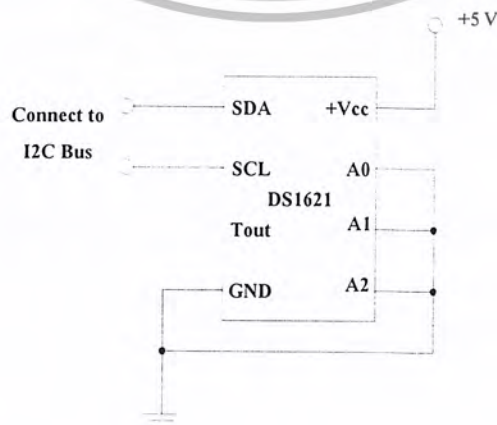 +5 V
Connect to
I2C Bus
SDA +Vcc
SCL A0
DS1621
Tout A1
GND A2